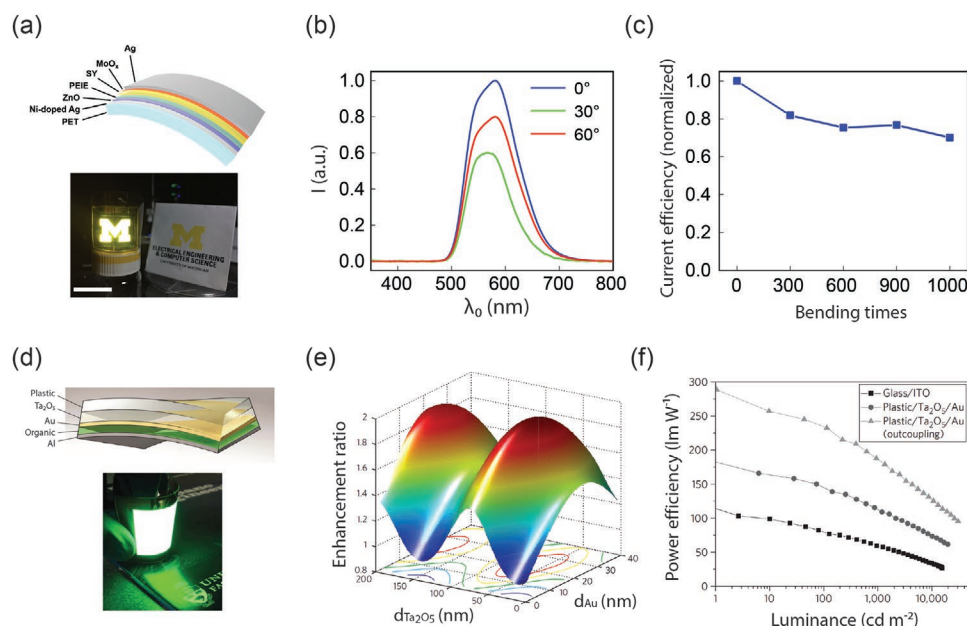 (a)
Ag
MoOₓ
SY
PEIE
ZnO
Ni-doped Ag
PET
M
M
ELECTRICAL ENGINEERING
& COMPUTER SCIENCE
UNIVERSITY OF MICHIGAN
(b)
I (a.u.)
1.0
0.8
0.6
0.4
0.2
0.0
0°
30°
60°
400 500 600 700 800
λ₀ (nm)
(c)
Current efficiency (normalized)
1.0
0.8
0.6
0.4
0.2
0.0
0 300 600 900 1000
Bending times
(d)
Plastic
Ta₂O₅
Au
Organic
Al
(e)
Enhancement ratio
2
1.8
1.6
1.4
1.2
1
0.8
200 150 100 50 0
dTa2O5 (nm)
0 10 20 30 40
dAu (nm)
(f)
Power efficiency (lm W⁻¹)
300
250
200
150
100
50
0
Glass/ITO
Plastic/Ta₂O₅/Au
Plastic/Ta₂O₅/Au
(outcoupling)
1 10 100 1,000 10,000
Luminance (cd m⁻²)